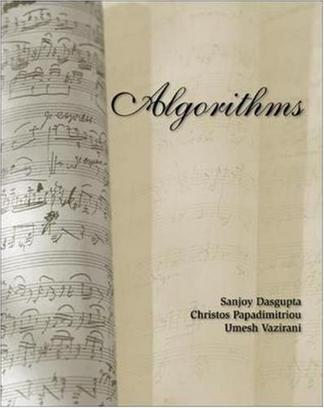 Algorithms
Sanjoy Dasgupta
Christos Papadimitriou
Umesh Vazirani